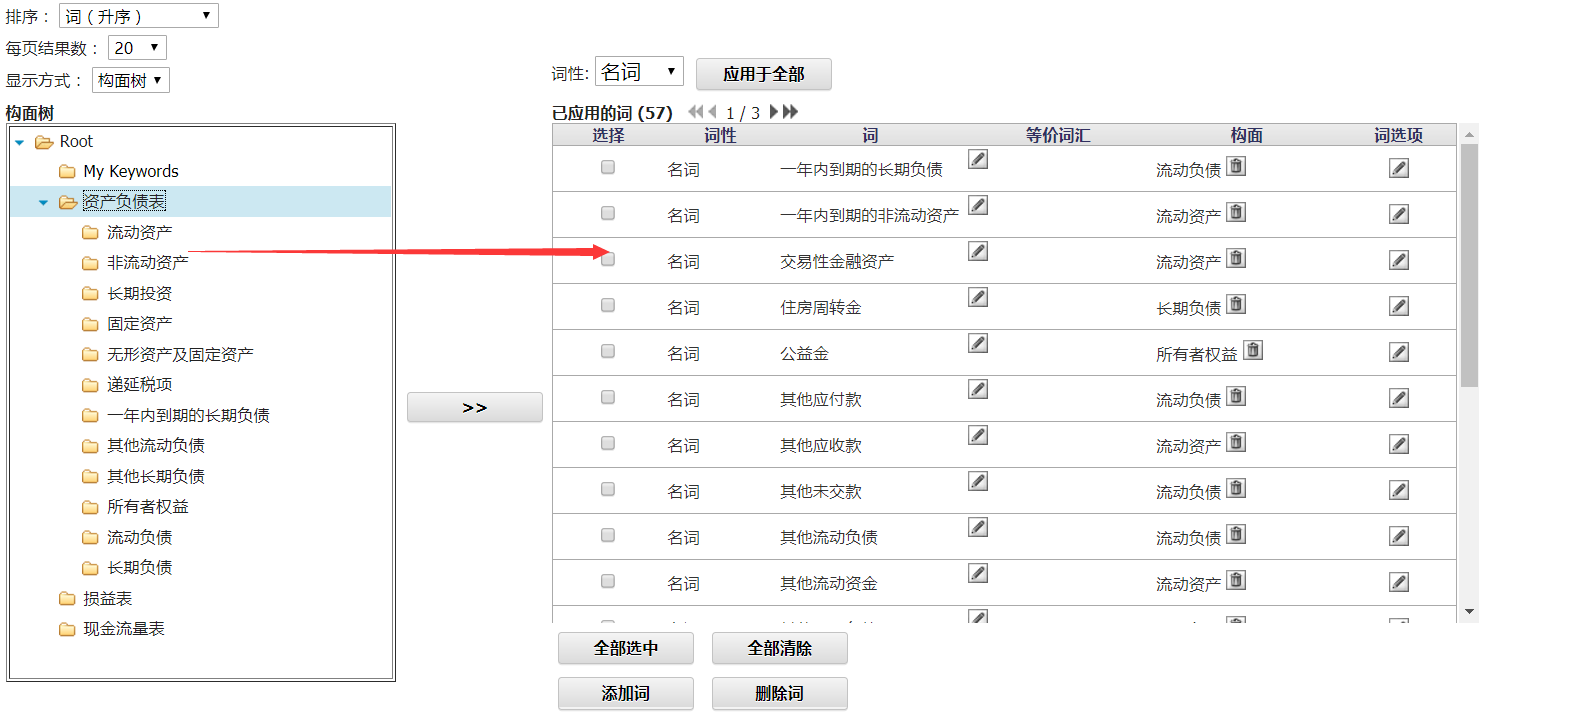 排序： 词（升序）
每页结果数： 20
显示方式： 构面树
构面树
Root
My Keywords
资产负债表
流动资产
非流动资产
长期投资
固定资产
无形资产及固定资产
递延税项
一年内到期的长期负债
其他流动负债
其他长期负债
所有者权益
流动负债
长期负债
损益表
现金流量表
>>
词性: 名词 应用于全部
已应用的词 (57) 1 / 3
选择 词性 词 等价词汇 构面 词选项
名词 一年内到期的长期负债 流动负债
名词 一年内到期的非流动资产 流动资产
名词 交易性金融资产 流动资产
名词 住房周转金 长期负债
名词 公益金 所有者权益
名词 其他应付款 流动负债
名词 其他应收款 流动资产
名词 其他未交款 流动负债
名词 其他流动负债 流动负债
名词 其他流动资金 流动资产
全部选中 全部清除
添加词 删除词